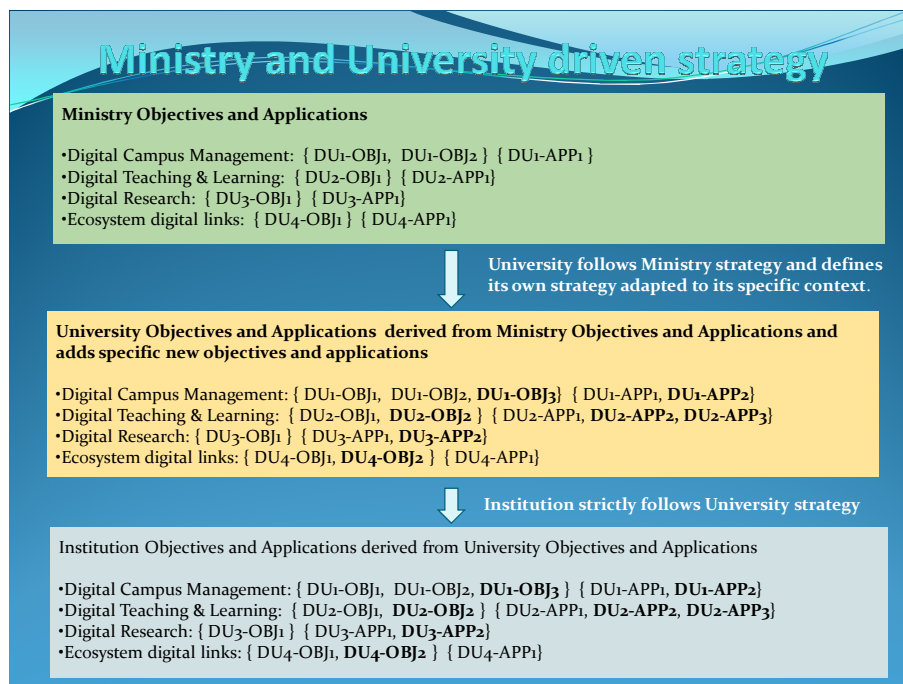 Ministry and University driven strategy
Ministry Objectives and Applications
•Digital Campus Management:  { DU1-OBJ1,  DU1-OBJ2 }  { DU1-APP1 }
•Digital Teaching & Learning:  { DU2-OBJ1 }  { DU2-APP1}
•Digital Research: { DU3-OBJ1 }  { DU3-APP1}
•Ecosystem digital links:  { DU4-OBJ1 }  { DU4-APP1}
University follows Ministry strategy and defines
its own strategy adapted to its specific context.
University Objectives and Applications  derived from Ministry Objectives and Applications and
adds specific new objectives and applications
•Digital Campus Management: { DU1-OBJ1,  DU1-OBJ2, DU1-OBJ3}  { DU1-APP1, DU1-APP2}
•Digital Teaching & Learning:  { DU2-OBJ1,  DU2-OBJ2 }  { DU2-APP1, DU2-APP2, DU2-APP3}
•Digital Research: { DU3-OBJ1 }  { DU3-APP1, DU3-APP2}
•Ecosystem digital links: { DU4-OBJ1, DU4-OBJ2 }  { DU4-APP1}
Institution strictly follows University strategy
Institution Objectives and Applications derived from University Objectives and Applications
•Digital Campus Management: { DU1-OBJ1,  DU1-OBJ2, DU1-OBJ3 }  { DU1-APP1, DU1-APP2}
•Digital Teaching & Learning:  { DU2-OBJ1,  DU2-OBJ2 }  { DU2-APP1, DU2-APP2, DU2-APP3}
•Digital Research: { DU3-OBJ1 }  { DU3-APP1, DU3-APP2}
•Ecosystem digital links: { DU4-OBJ1, DU4-OBJ2 }  { DU4-APP1}